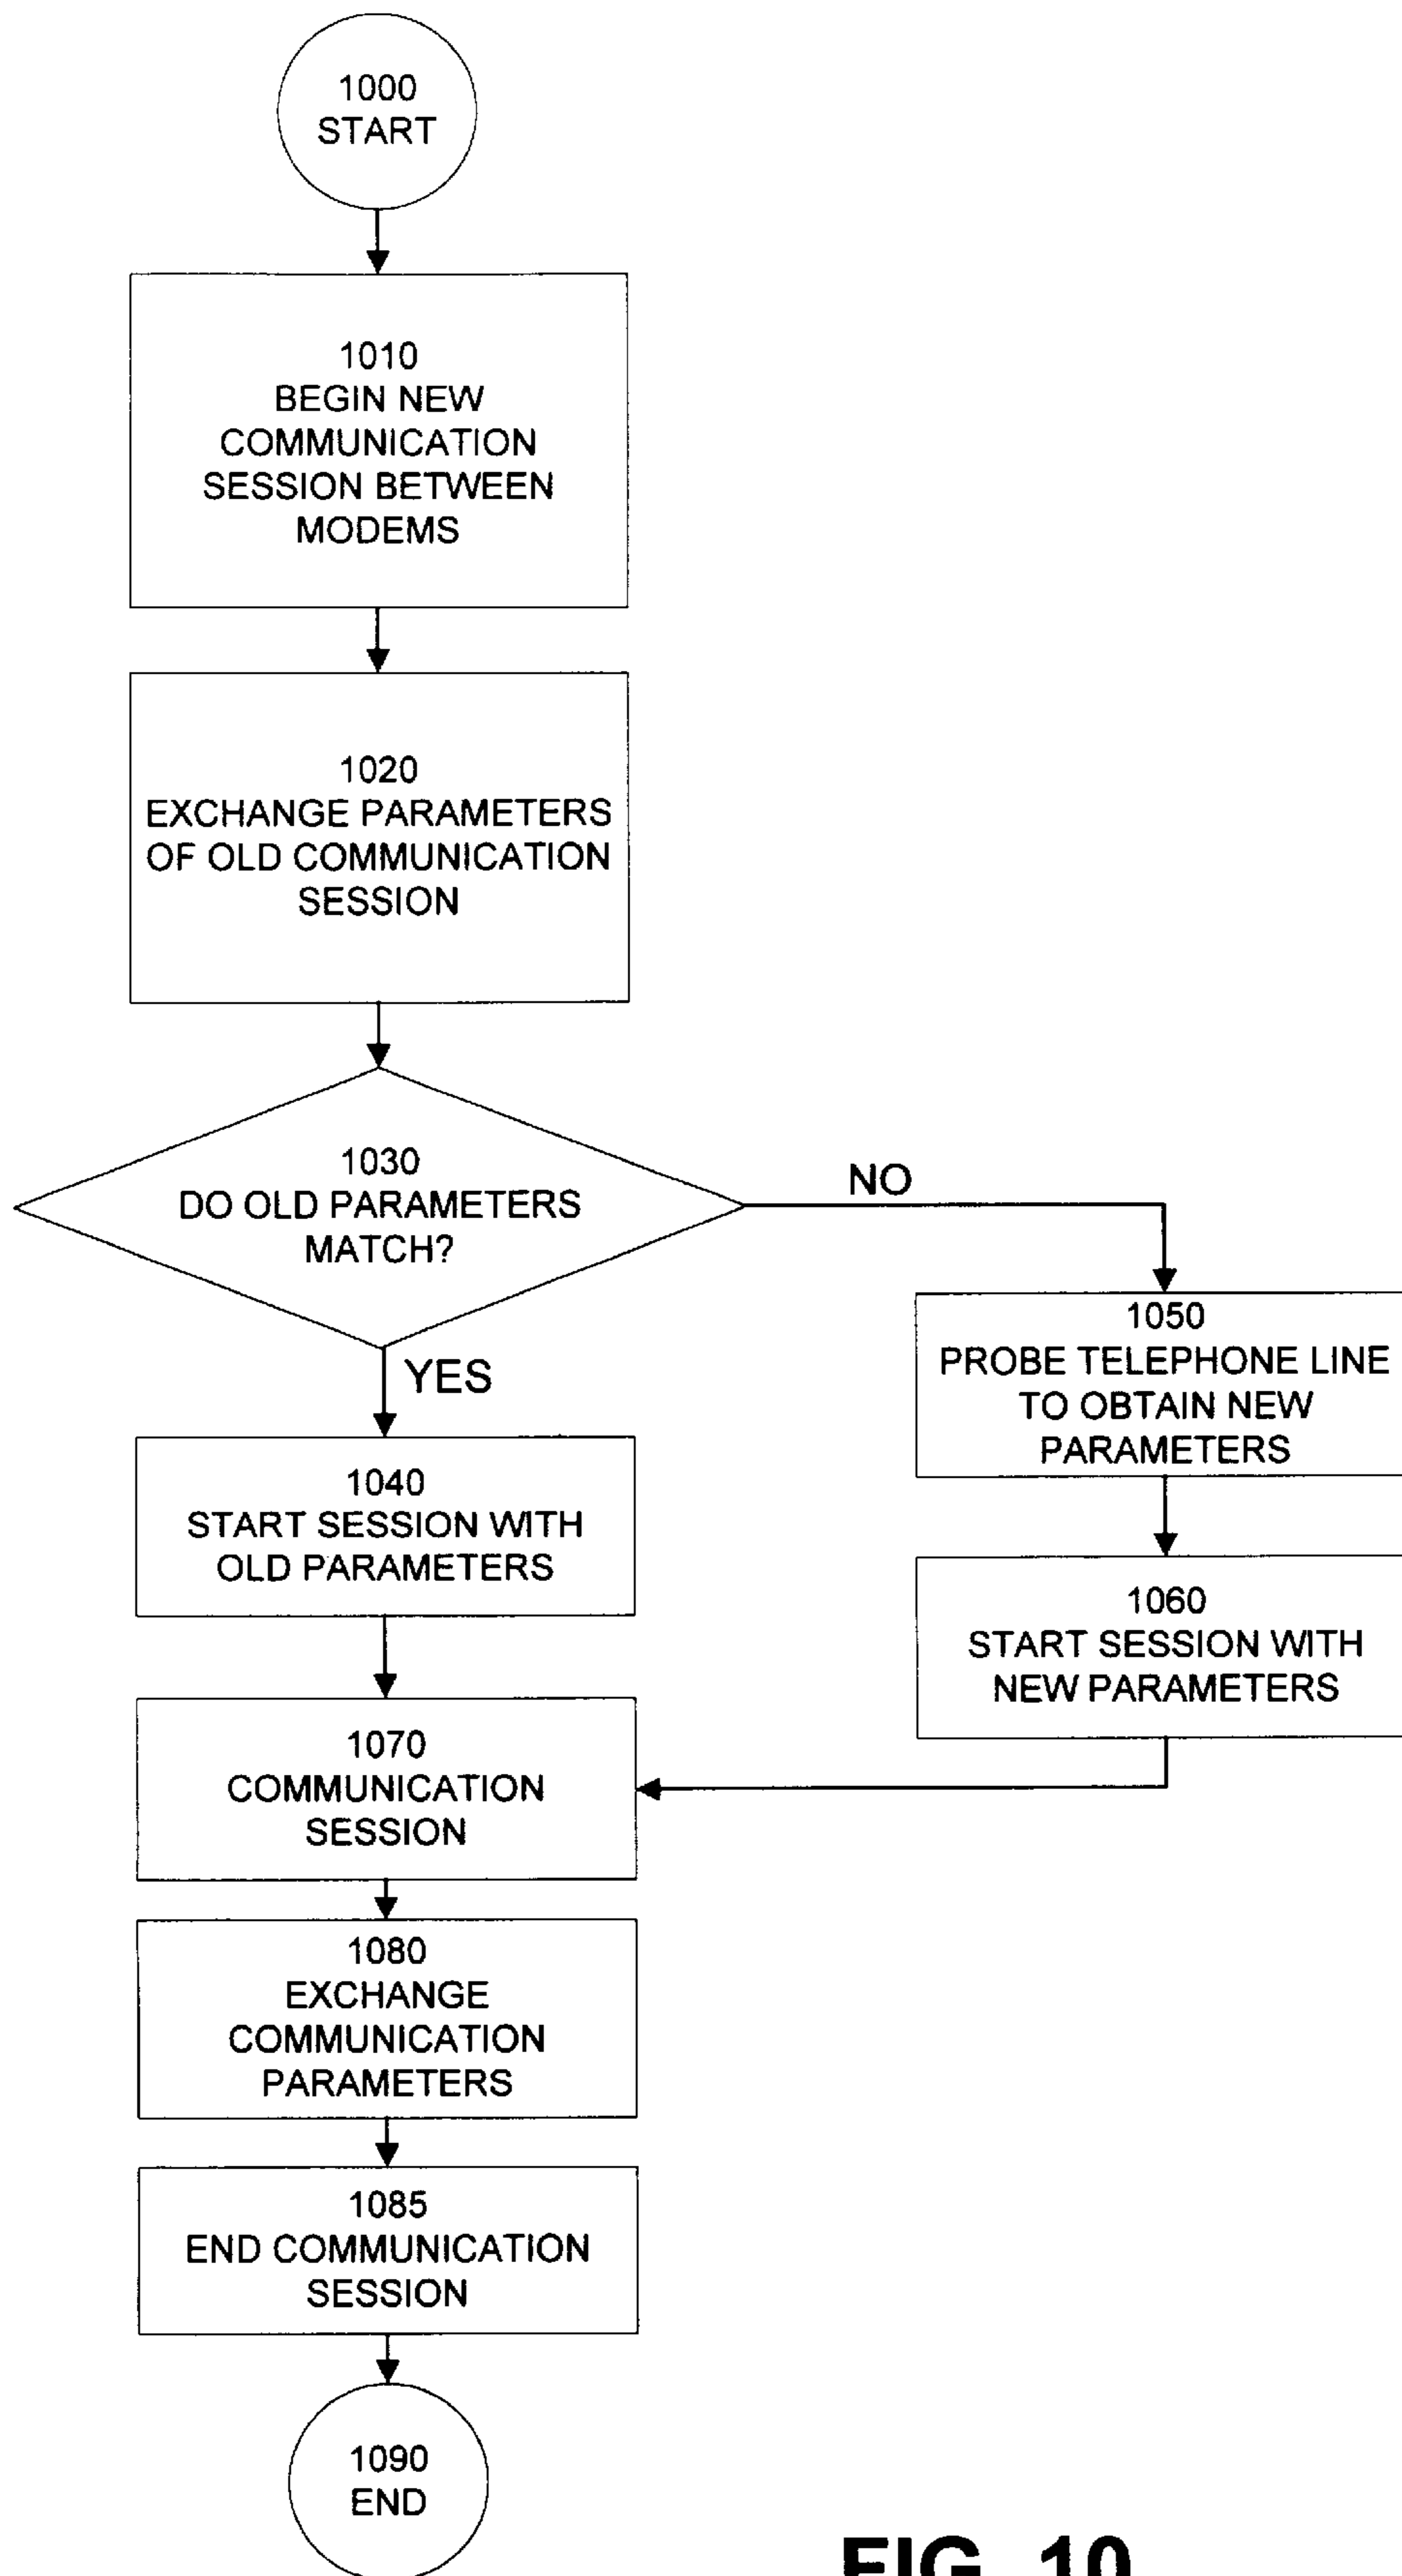 1000
START
1010
BEGIN NEW
COMMUNICATION
SESSION BETWEEN
MODEMS
1020
EXCHANGE PARAMETERS
OF OLD COMMUNICATION
SESSION
1030
DO OLD PARAMETERS
MATCH?
NO
YES
1050
PROBE TELEPHONE LINE
TO OBTAIN NEW
PARAMETERS
1040
START SESSION WITH
OLD PARAMETERS
1060
START SESSION WITH
NEW PARAMETERS
1070
COMMUNICATION
SESSION
1080
EXCHANGE
COMMUNICATION
PARAMETERS
1085
END COMMUNICATION
SESSION
1090
END
FIG. 10